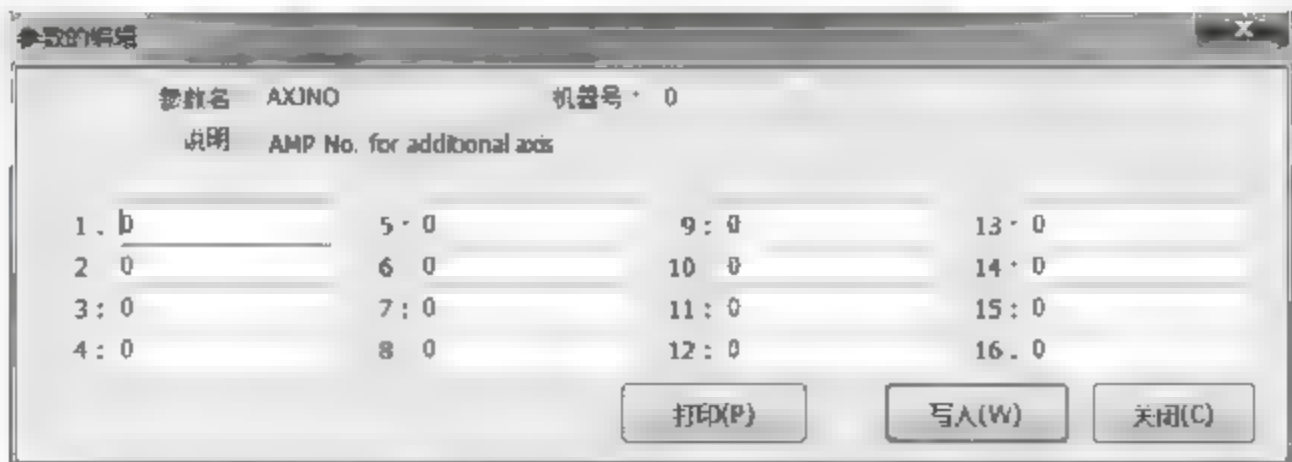 参数的编辑 X
参数名 AXJNO 机器号: 0
说明 AMP No. for additional axis
1: 0 5: 0 9: 0 13: 0
2 0 6 0 10 0 14: 0
3: 0 7: 0 11: 0 15: 0
4: 0 8 0 12: 0 16. 0
打印(P) 写入(W) 关闭(C)